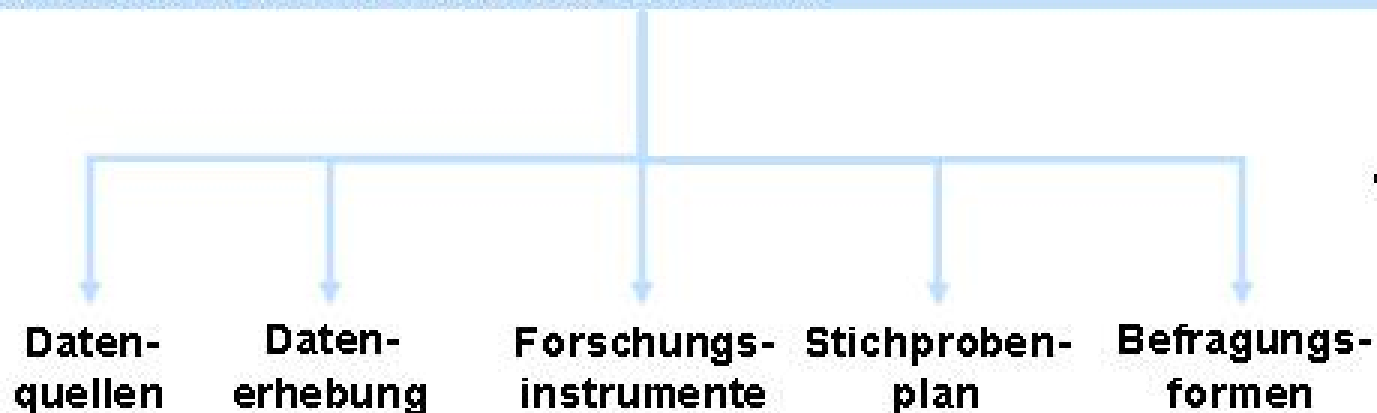 Daten- Daten- Forschungs- Stichproben- Befragungs-
quellen erhebung instrumente plan formen